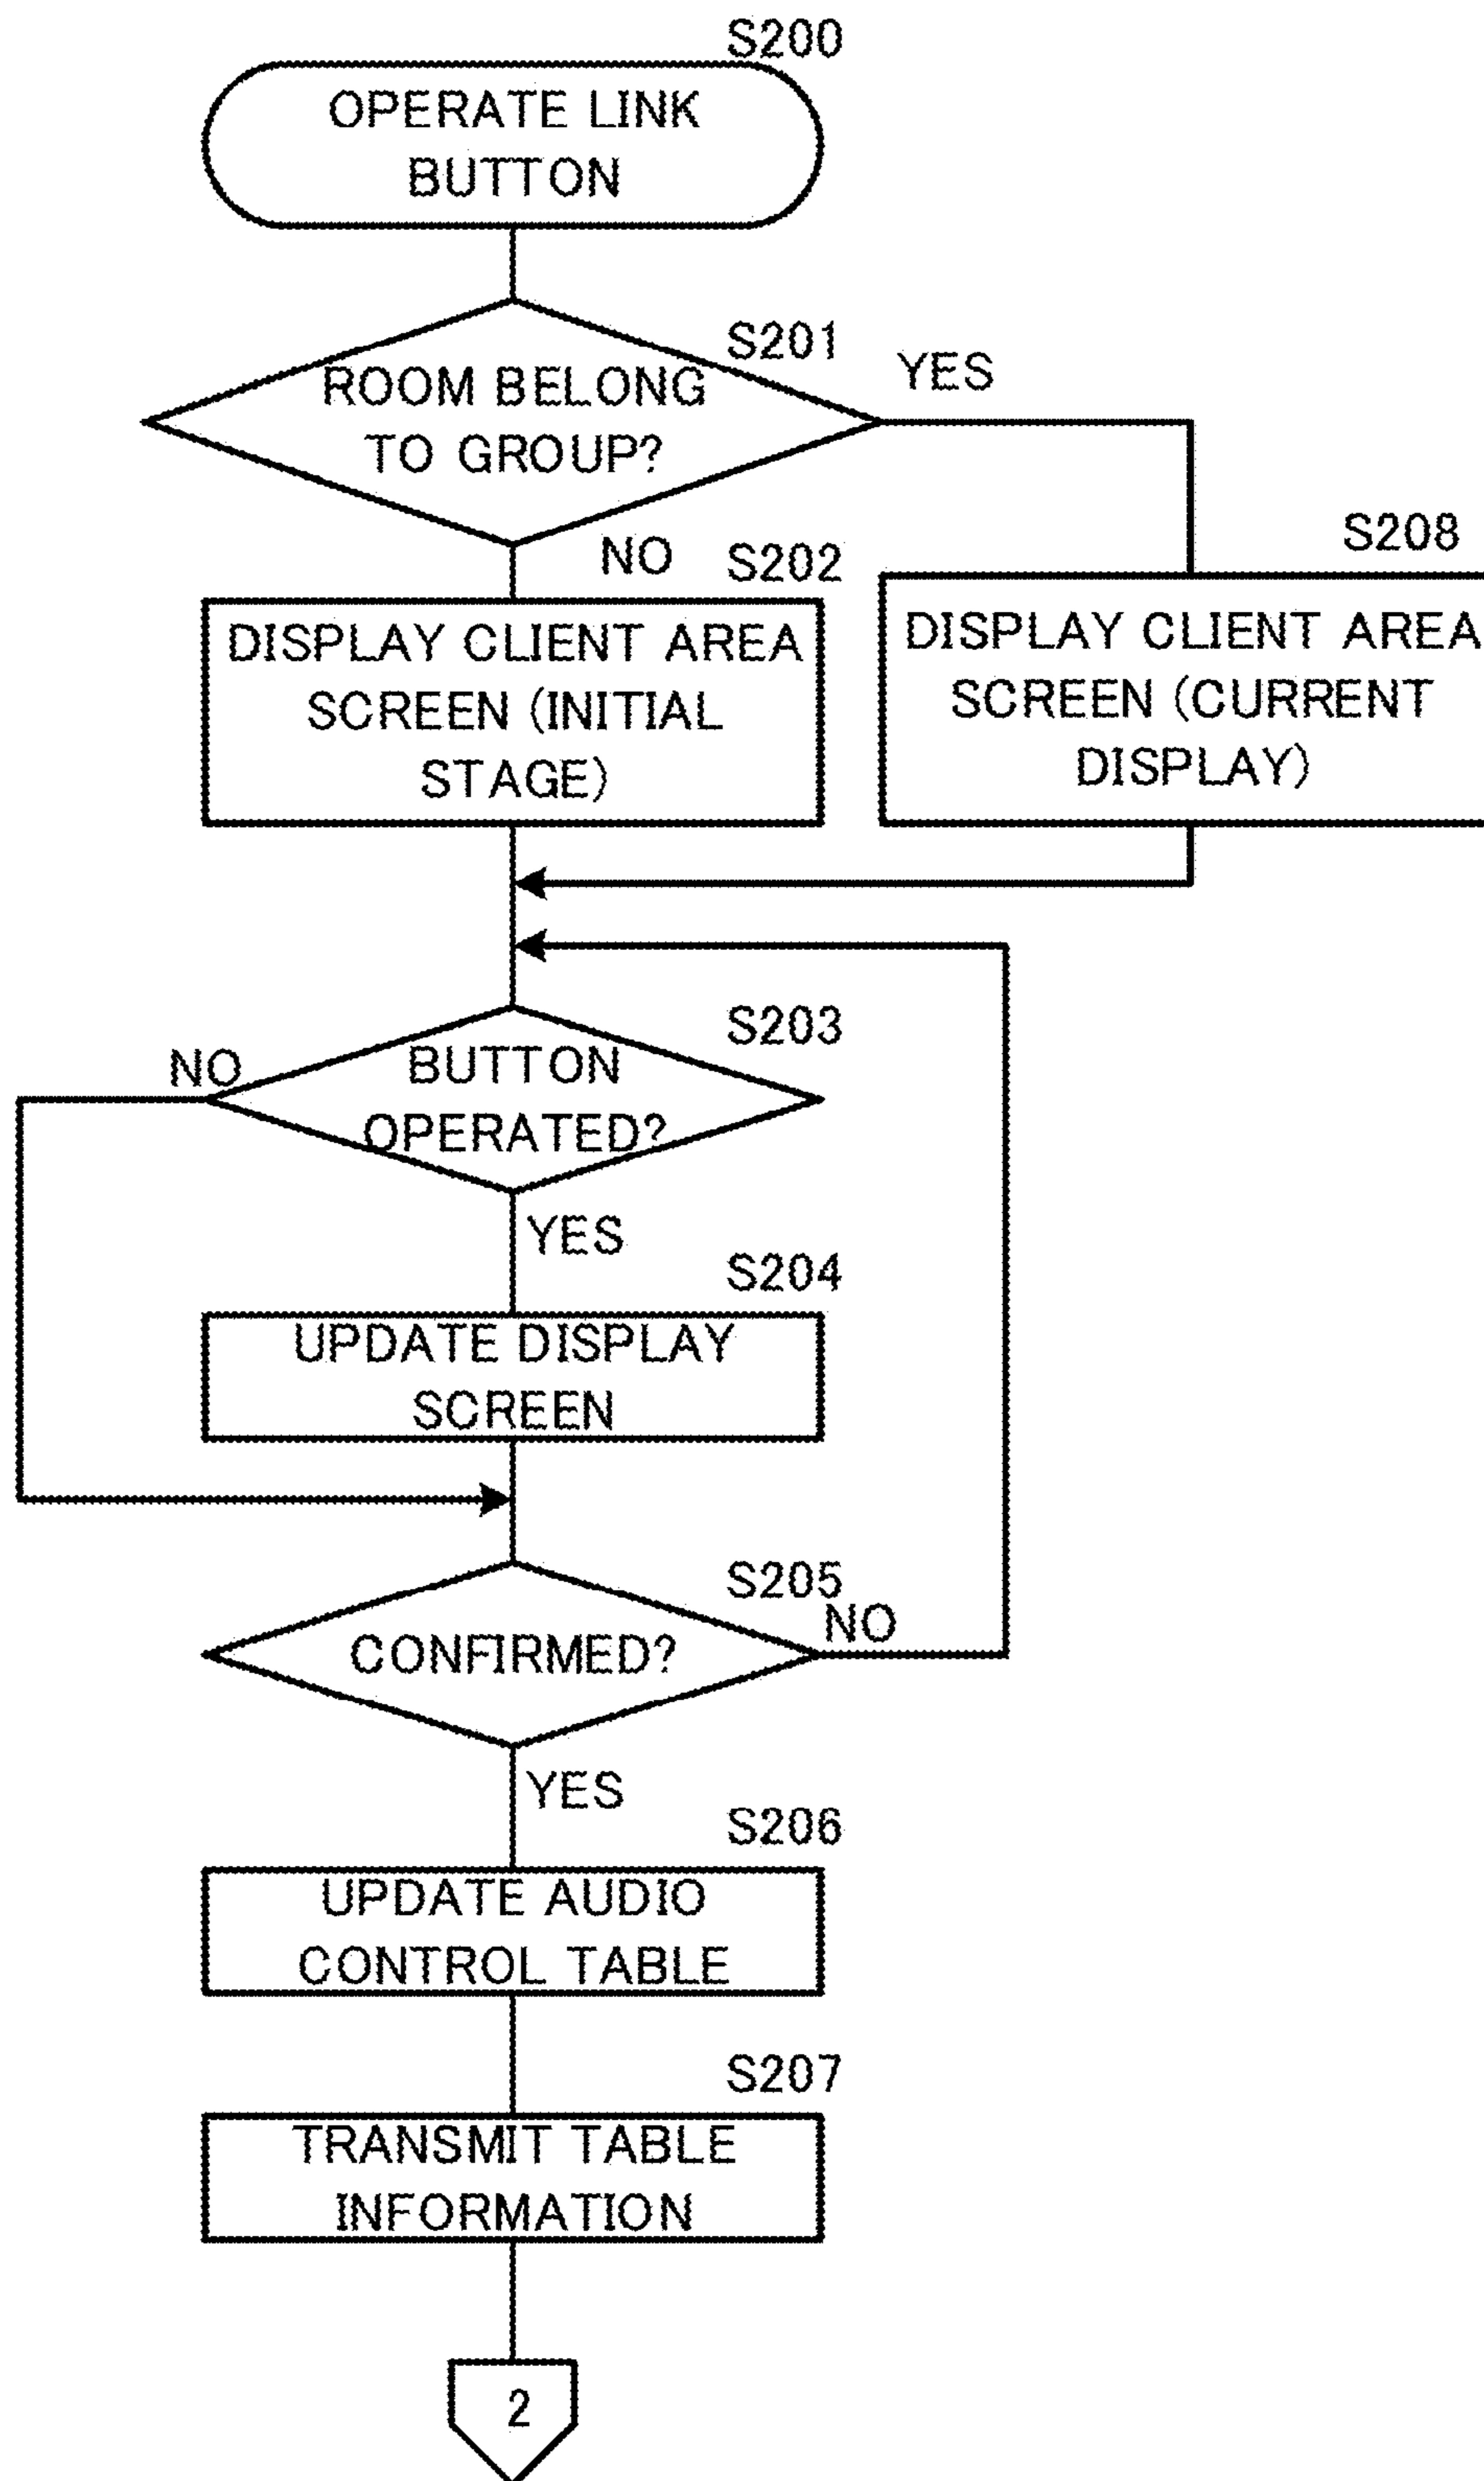 S200
OPERATE LINK
BUTTON
S201
ROOM BELONG
TO GROUP?
YES
NO
S202
DISPLAY CLIENT AREA
SCREEN (INITIAL
STAGE)
S208
DISPLAY CLIENT AREA
SCREEN (CURRENT
DISPLAY)
S203
NO
BUTTON
OPERATED?
YES
S204
UPDATE DISPLAY
SCREEN
S205
NO
CONFIRMED?
YES
S206
UPDATE AUDIO
CONTROL TABLE
S207
TRANSMIT TABLE
INFORMATION
2